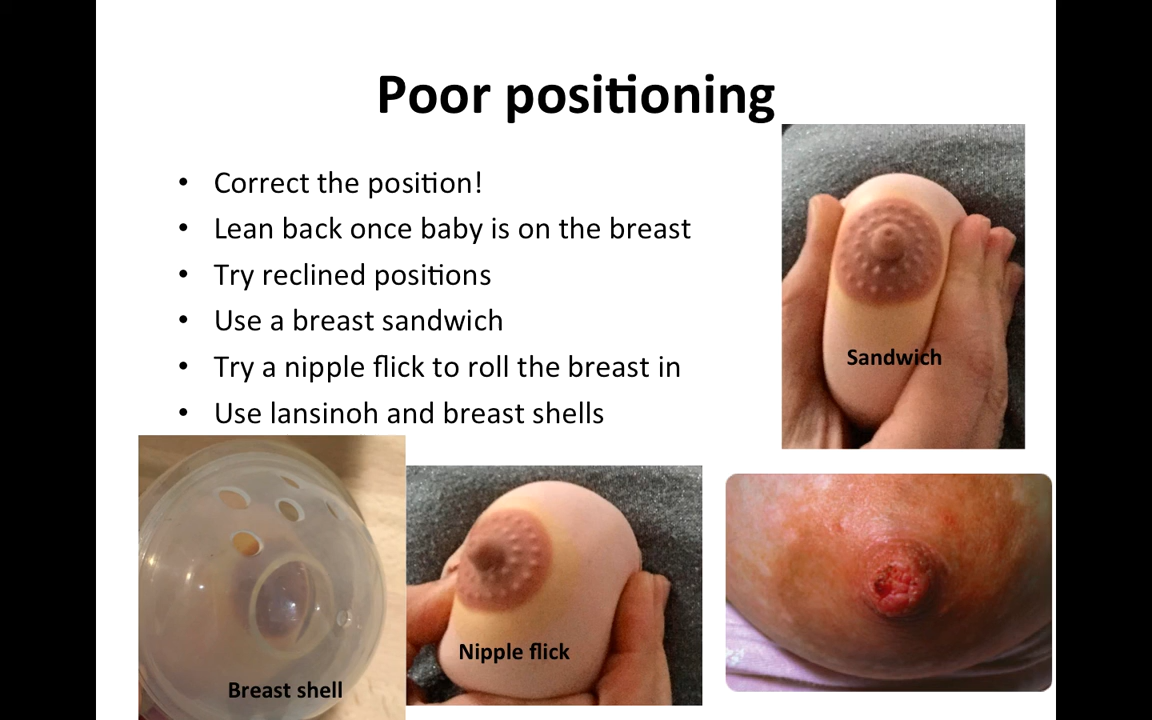 Poor positioning
• Correct the position!
• Lean back once baby is on the breast
• Try reclined positions
• Use a breast sandwich
• Try a nipple flick to roll the breast in
• Use lansinoh and breast shells
Sandwich
Nipple flick
Breast shell